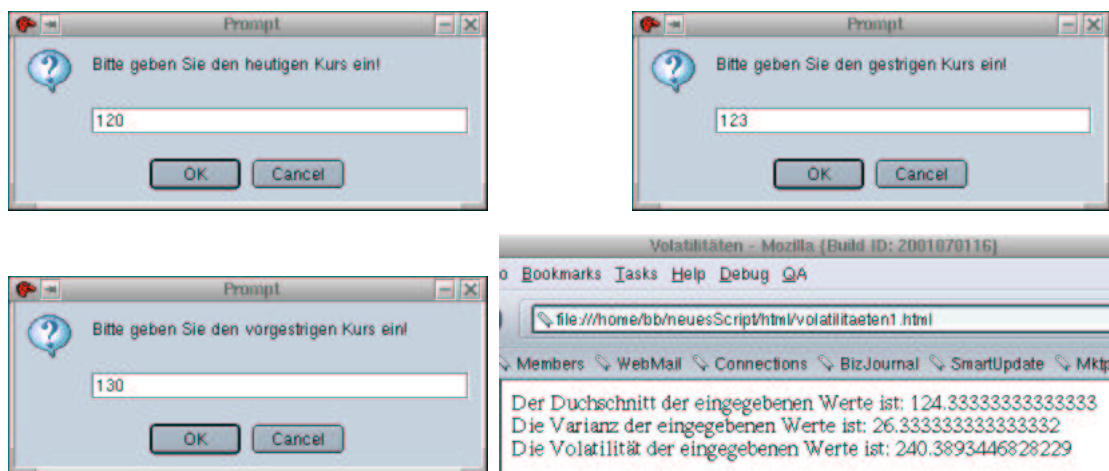 Prompt
Bitte geben Sie den heutigen Kurs ein!
120
OK Cancel
Prompt
Bitte geben Sie den gestrigen Kurs ein!
123
OK Cancel
Prompt
Bitte geben Sie den vorgestrigen Kurs ein!
130
OK Cancel
Volatilitäten - Mozilla {Build ID: 2001070116}
o Bookmarks Tasks Help Debug QA
file:///home/bb/neuesScript/html/volatilitaeten1.html
Members WebMail Connections BizJournal SmartUpdate Mktp
Der Duchschnitt der eingegebenen Werte ist: 124.33333333333333
Die Varianz der eingegebenen Werte ist: 26.333333333333332
Die Volatilität der eingegebenen Werte ist: 240.3893446828229